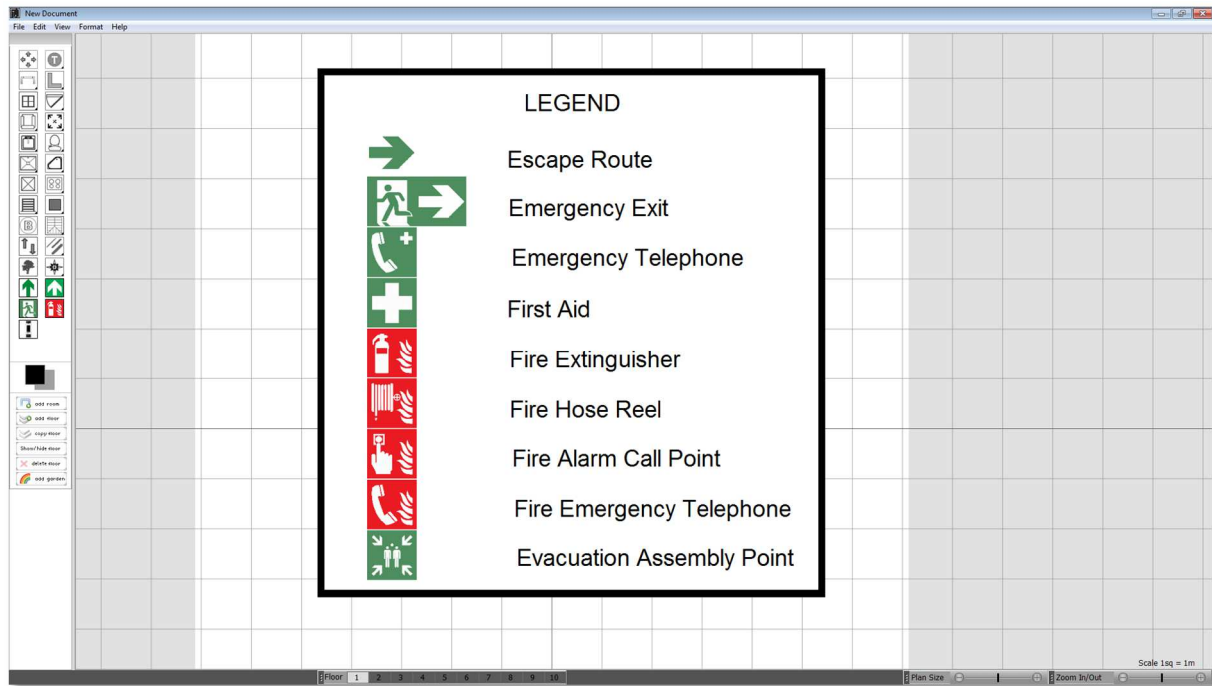 New Document
File Edit View Format Help
T
B
LEGEND
Escape Route
Emergency Exit
Emergency Telephone
First Aid
Fire Extinguisher
Fire Hose Reel
Fire Alarm Call Point
Fire Emergency Telephone
Evacuation Assembly Point
add room
add floor
copy floor
Show/hide floor
delete floor
add garden
Scale 1sq = 1m
Floor 1 2 3 4 5 6 7 8 9 10
Plan Size
Zoom In/Out